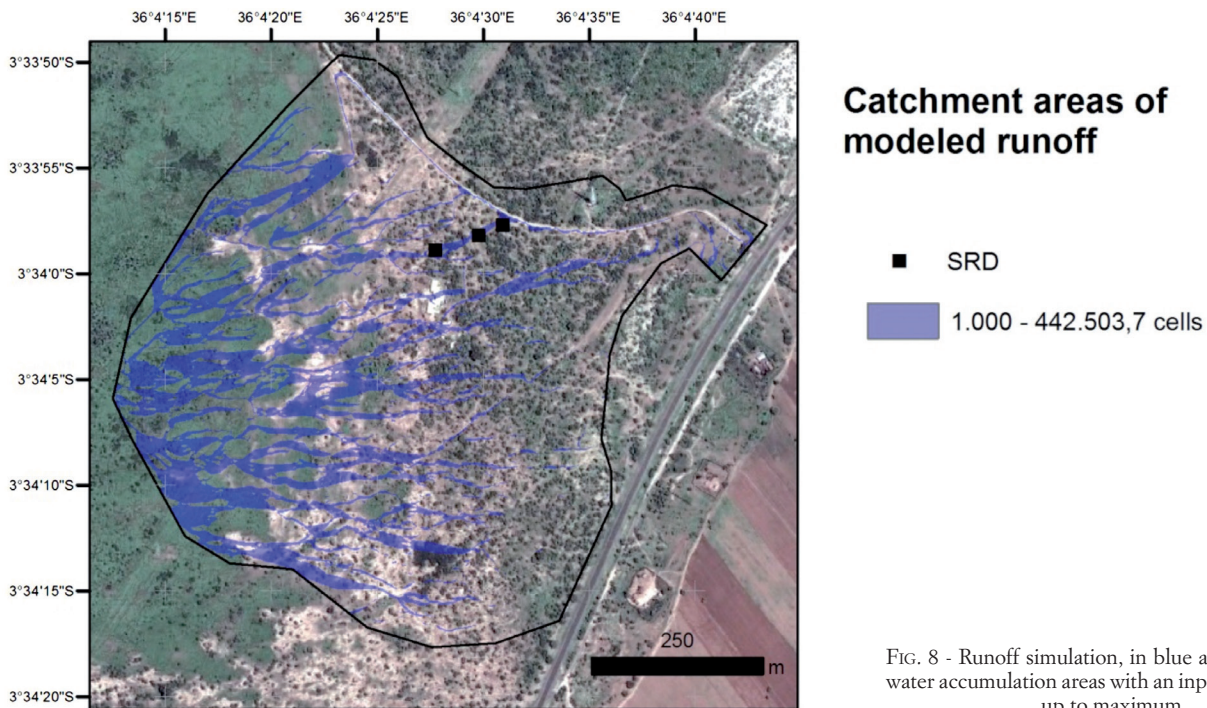 36°4'15"E 36°4'20"E 36°4'25"E 36°4'30"E 36°4'35"E 36°4'40"E
3°33'50"S
3°33'55"S
3°34'0"S
3°34'5"S
3°34'10"S
3°34'15"S
3°34'20"S
250
m
Catchment areas of
modeled runoff
SRD
1.000 - 442.503,7 cells
FIG. 8 - Runoff simulation, in blue a
water accumulation areas with an inp
up to maximum